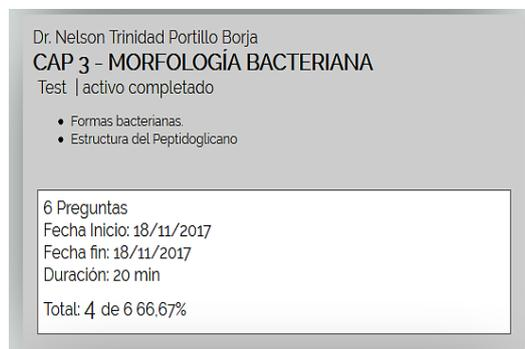 Dr. Nelson Trinidad Portillo Borja
CAP 3 - MORFOLOGÍA BACTERIANA
Test | activo completado
• Formas bacterianas.
• Estructura del Peptidoglicano
6 Preguntas
Fecha Inicio: 18/11/2017
Fecha fin: 18/11/2017
Duración: 20 min
Total: 4 de 6 66,67%